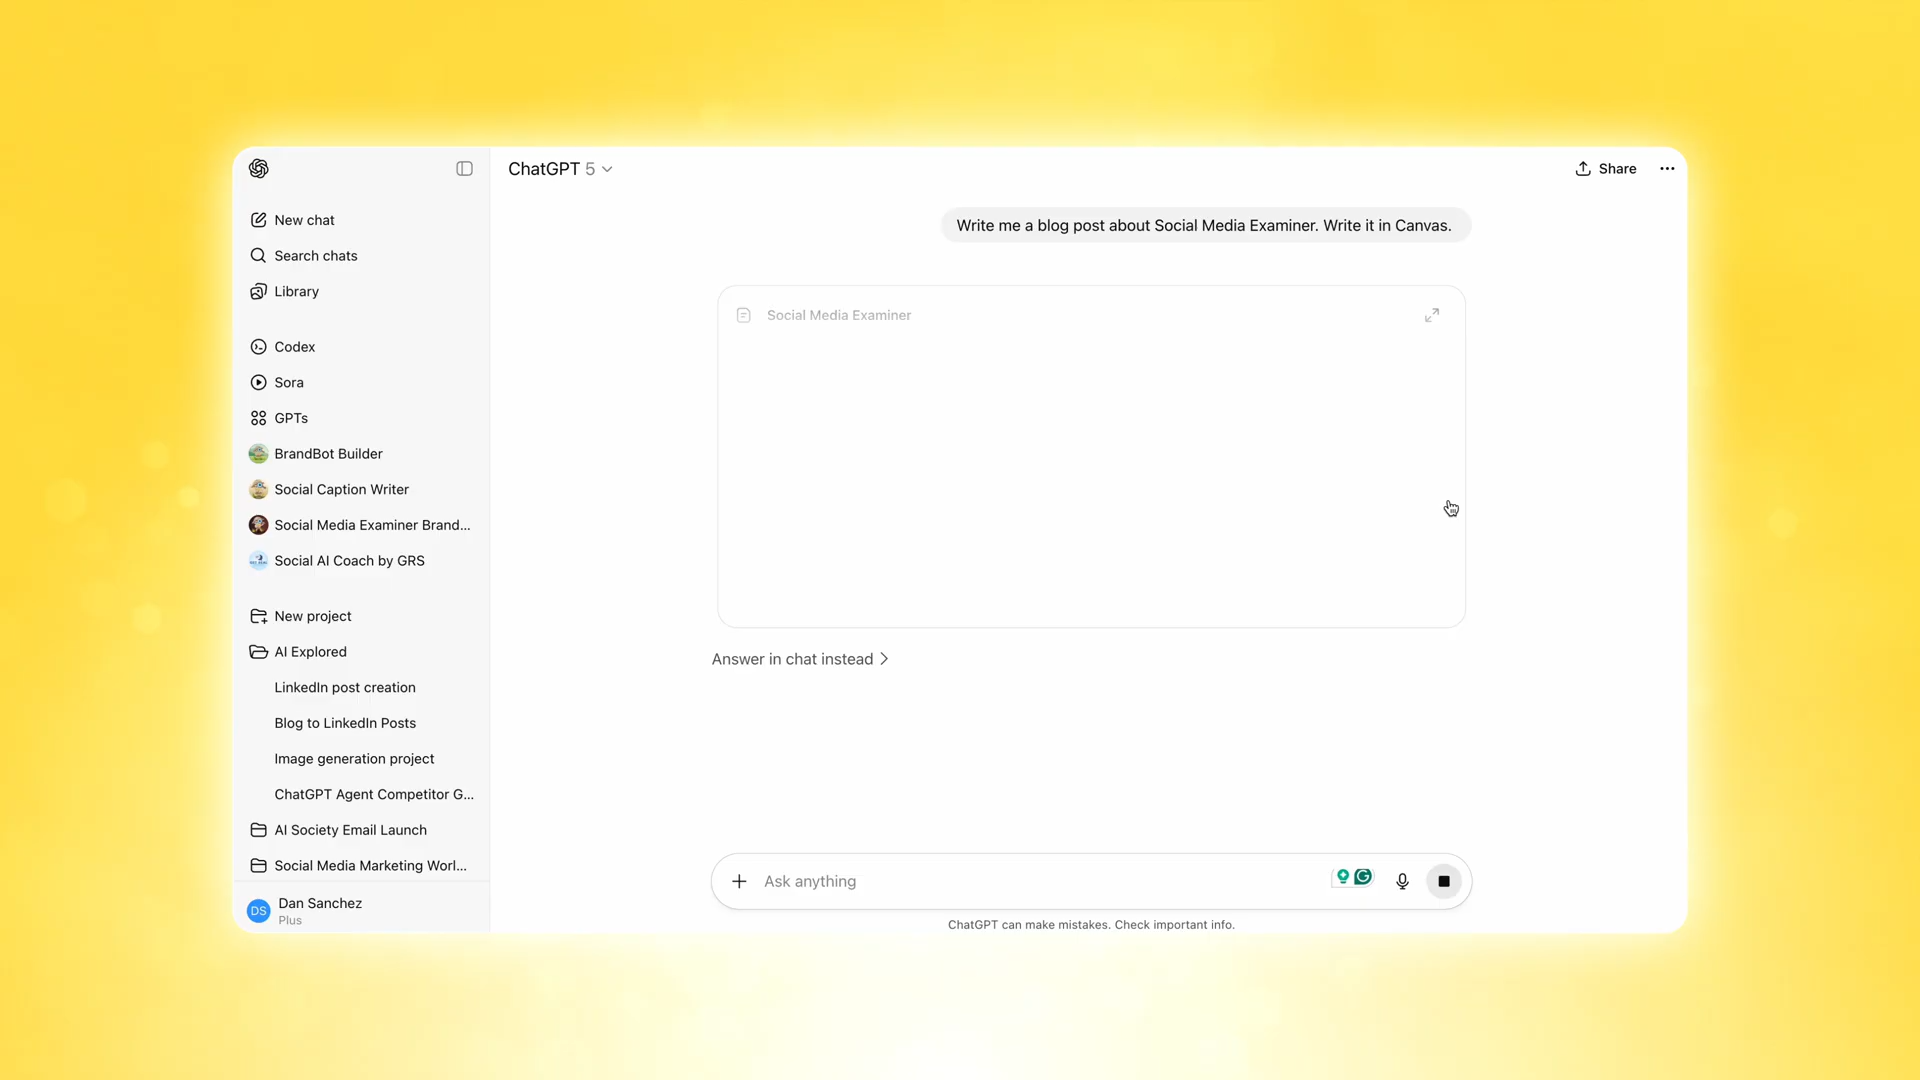 ChatGPT 5
Share
New chat
Search chats
Library
Codex
Sora
GPTs
BrandBot Builder
Social Caption Writer
Social Media Examiner Brand...
Social AI Coach by GRS
New project
AI Explored
LinkedIn post creation
Blog to LinkedIn Posts
Image generation project
ChatGPT Agent Competitor G...
AI Society Email Launch
Social Media Marketing Worl...
DS
Dan Sanchez
Plus
Write me a blog post about Social Media Examiner. Write it in Canvas.
Social Media Examiner
Answer in chat instead
Ask anything
ChatGPT can make mistakes. Check important info.